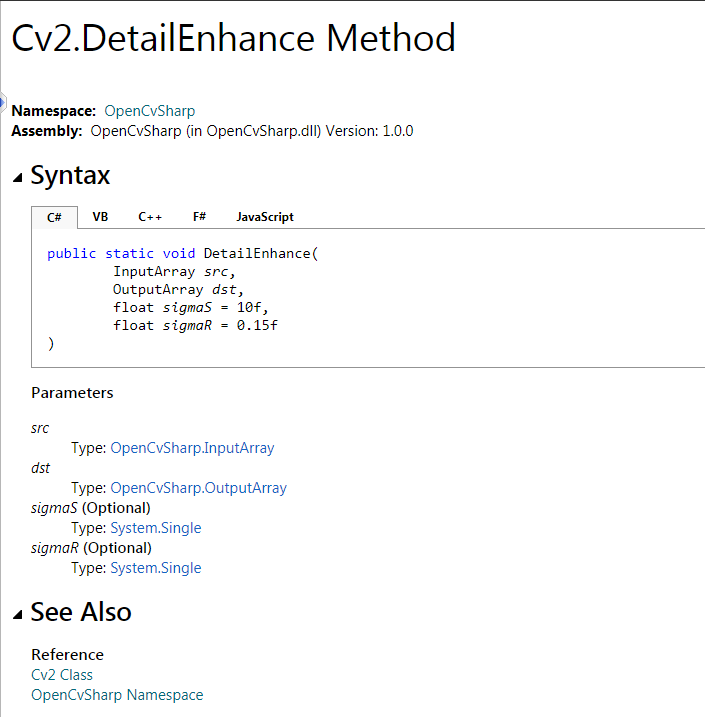 Cv2.DetailEnhance Method
Namespace: OpenCvSharp
Assembly: OpenCvSharp (in OpenCvSharp.dll) Version: 1.0.0
Syntax
C# VB C++ F# JavaScript
public static void DetailEnhance(
InputArray src,
OutputArray dst,
float sigmaS = 10f,
float sigmaR = 0.15f
)
Parameters
src
Type: OpenCvSharp.InputArray
dst
Type: OpenCvSharp.OutputArray
sigmaS (Optional)
Type: System.Single
sigmaR (Optional)
Type: System.Single
See Also
Reference
Cv2 Class
OpenCvSharp Namespace